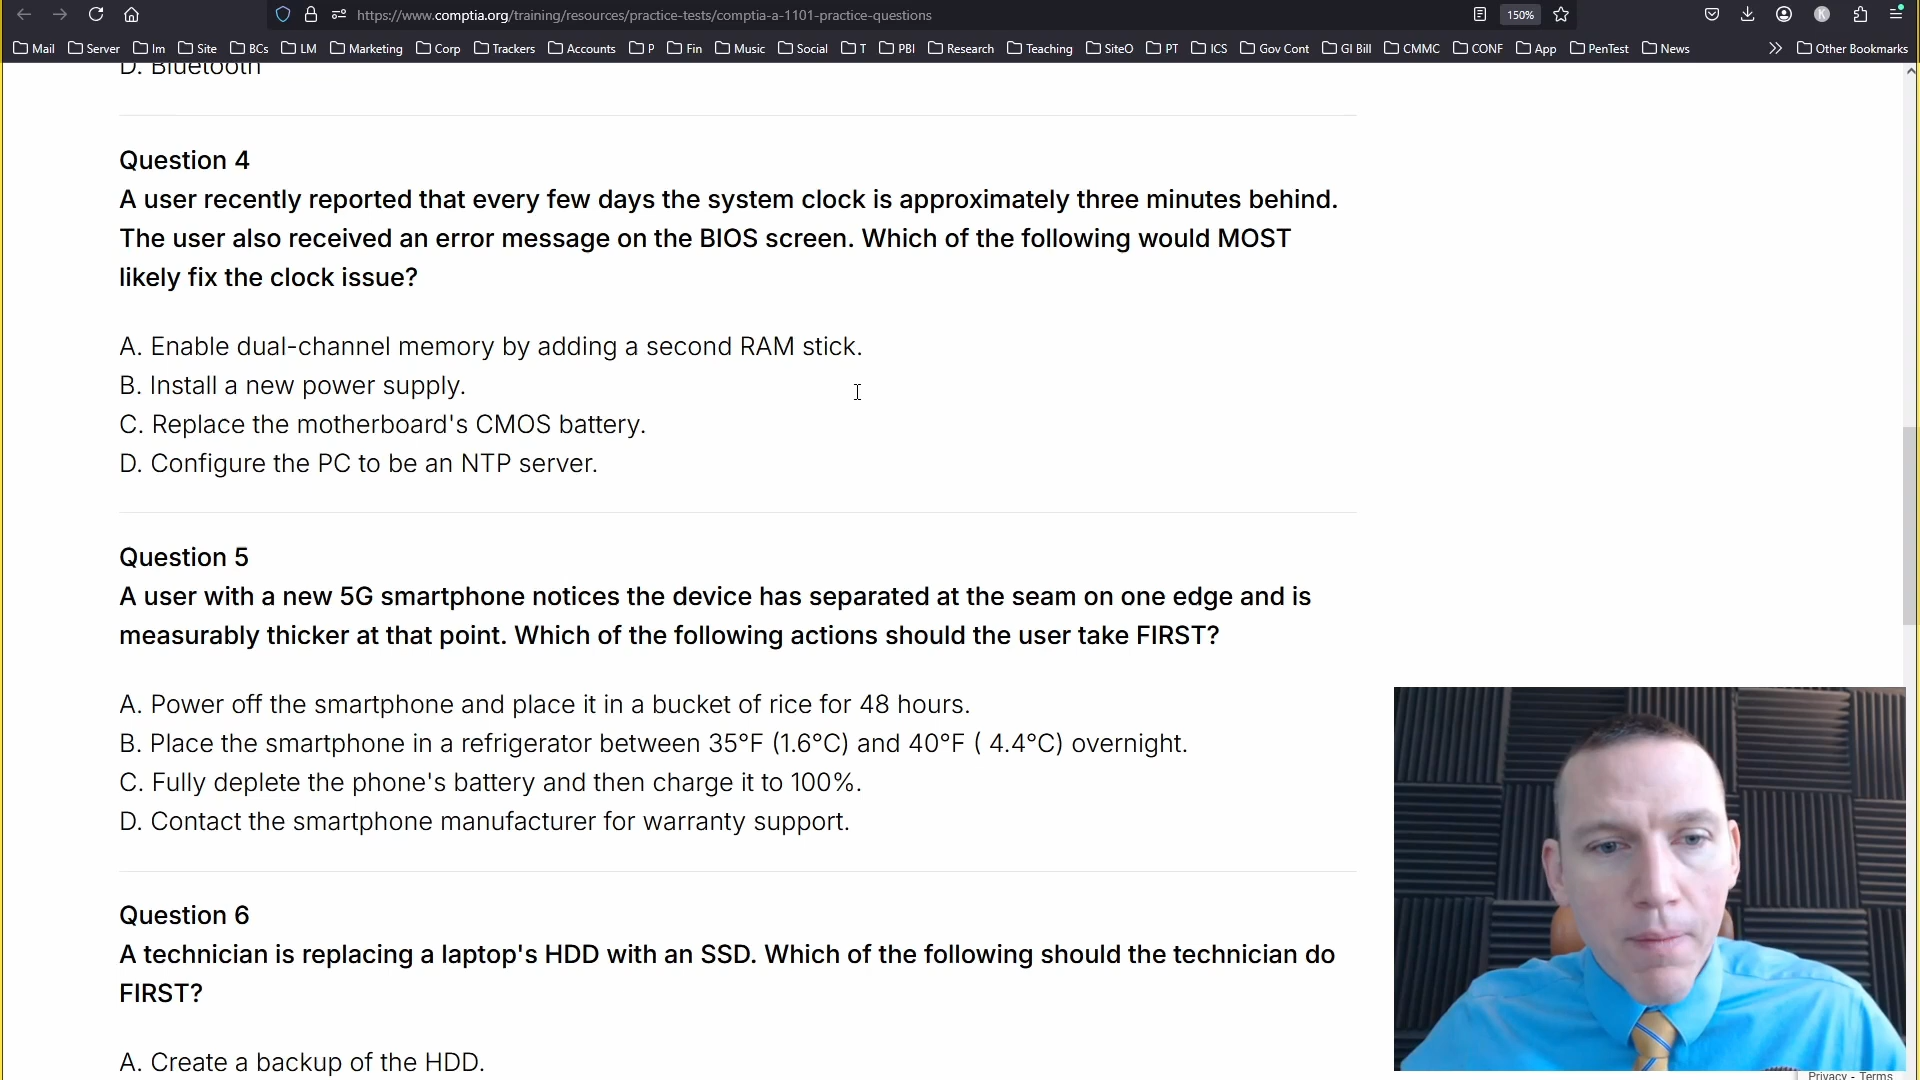 https://www.comptia.org/training/resources/practice-tests/comptia-a-1101-practice-questions
150%
K
Mail Server Im Site BCs LM Marketing Corp Trackers Accounts P Fin Music Social T PBI Research Teaching SiteO PT ICS Gov Cont GI Bill CMMC CONF App PenTest News Other Bookmarks
D. Bluetooth
Question 4
A user recently reported that every few days the system clock is approximately three minutes behind.
The user also received an error message on the BIOS screen. Which of the following would MOST
likely fix the clock issue?
A. Enable dual-channel memory by adding a second RAM stick.
B. Install a new power supply.
C. Replace the motherboard's CMOS battery.
D. Configure the PC to be an NTP server.
Question 5
A user with a new 5G smartphone notices the device has separated at the seam on one edge and is
measurably thicker at that point. Which of the following actions should the user take FIRST?
A. Power off the smartphone and place it in a bucket of rice for 48 hours.
B. Place the smartphone in a refrigerator between 35°F (1.6°C) and 40°F ( 4.4°C) overnight.
C. Fully deplete the phone's battery and then charge it to 100%.
D. Contact the smartphone manufacturer for warranty support.
Question 6
A technician is replacing a laptop's HDD with an SSD. Which of the following should the technician do
FIRST?
A. Create a backup of the HDD.
Privacy - Terms